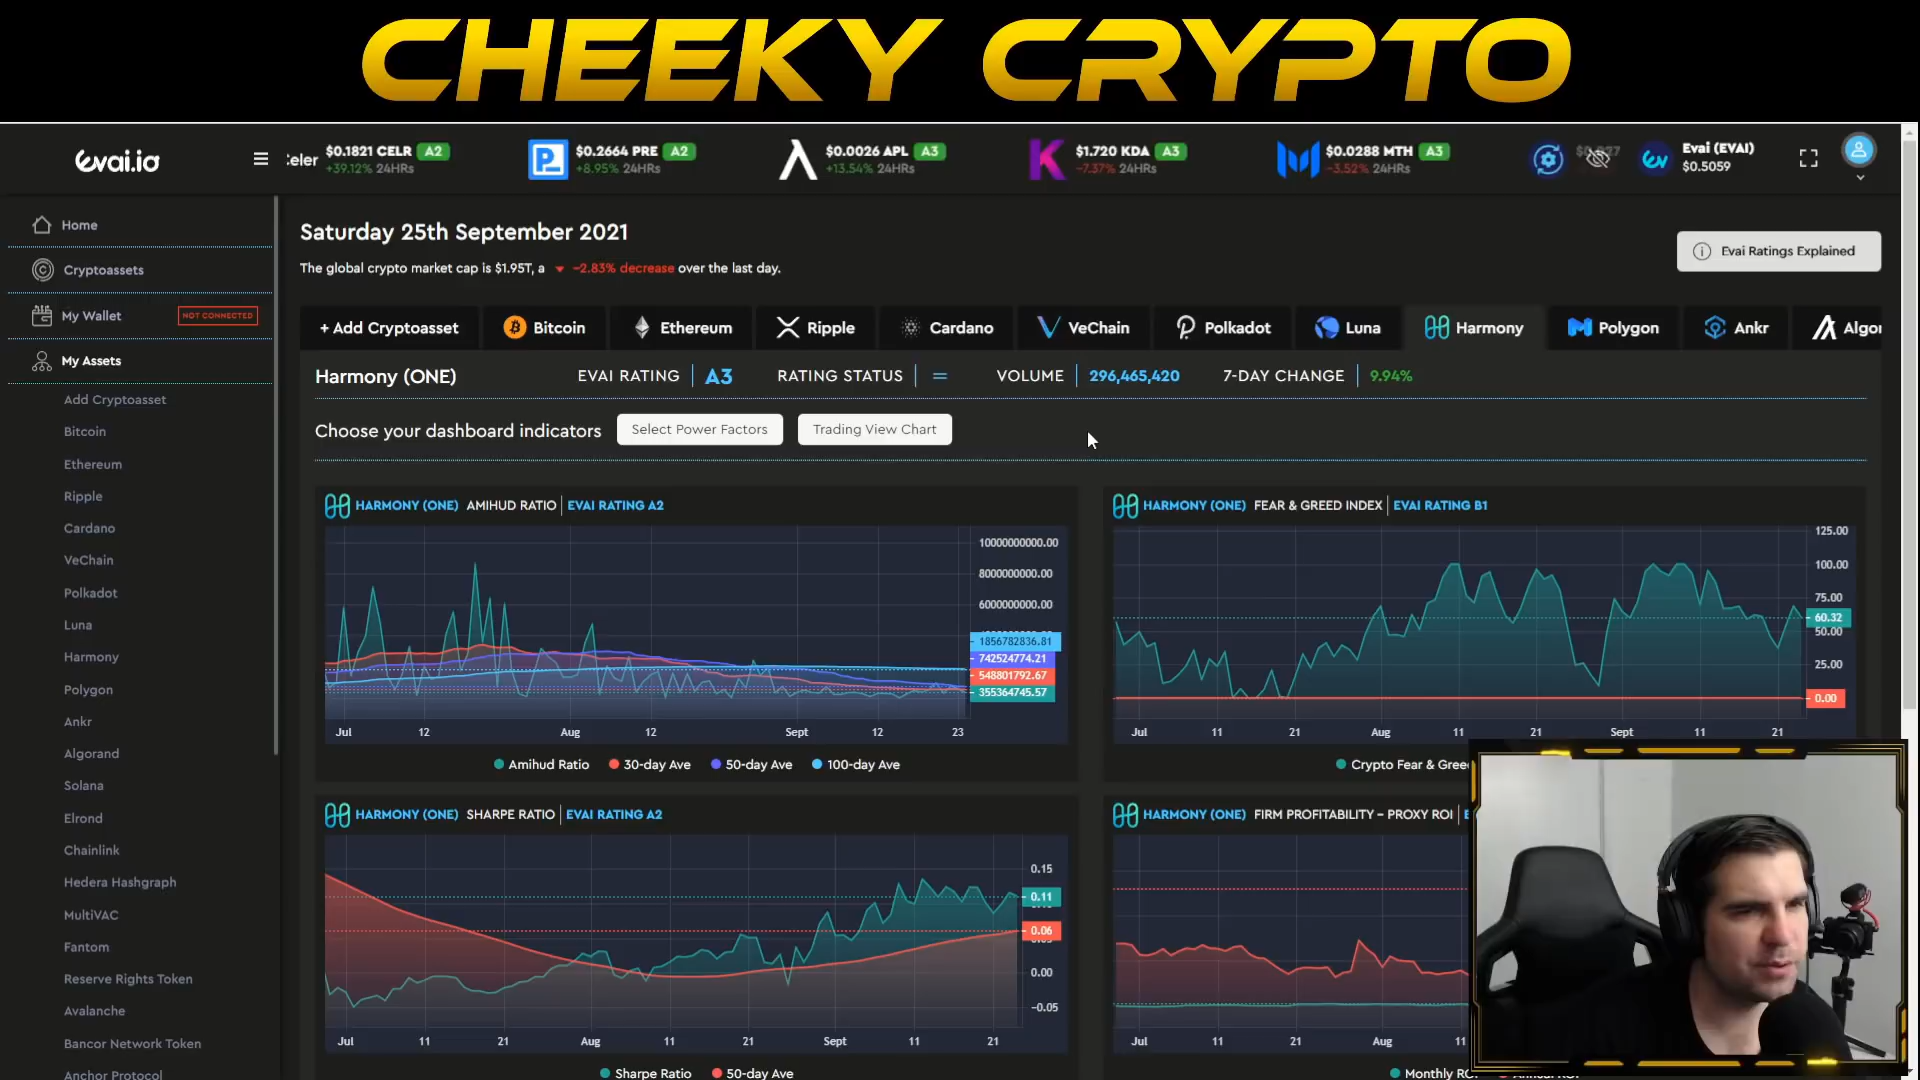 CHEEKY CRYPTO
Evai.io
Celer $0.1821 CELR A2
+39.12% 24HRs
$0.2664 PRE A2
+8.95% 24HRs
$0.0026 APL A3
+13.54% 24HRs
$1.720 KDA A3
-7.37% 24HRs
$0.0288 MTH A3
-3.52% 24HRs
Evai (EVAI)
$0.5059
Home
Cryptoassets
My Wallet NOT CONNECTED
My Assets
Add Cryptoasset
Bitcoin
Ethereum
Ripple
Cardano
VeChain
Polkadot
Luna
Harmony
Polygon
Ankr
Algorand
Solana
Elrond
Chainlink
Hedera Hashgraph
MultiVAC
Fantom
Reserve Rights Token
Avalanche
Bancor Network Token
Anchor Protocol
Saturday 25th September 2021
The global crypto market cap is $1.95T, a ▼ -2.83% decrease over the last day.
Evai Ratings Explained
+ Add Cryptoasset Bitcoin Ethereum Ripple Cardano VeChain Polkadot Luna Harmony Polygon Ankr Algor
Harmony (ONE) EVAI RATING A3 RATING STATUS = VOLUME 296,465,420 7-DAY CHANGE 9.94%
Choose your dashboard indicators Select Power Factors Trading View Chart
HARMONY (ONE) AMIHUD RATIO EVAI RATING A2
10000000000.00
8000000000.00
6000000000.00
1856782836.81
742524774.21
548801792.67
355364745.57
Jul 12 Aug 12 Sept 12 23
Amihud Ratio 30-day Ave 50-day Ave 100-day Ave
HARMONY (ONE) FEAR & GREED INDEX EVAI RATING B1
125.00
100.00
75.00
60.32
50.00
25.00
0.00
Jul 11 21 Aug 11 21 Sept 11 21
Crypto Fear & Gree
HARMONY (ONE) SHARPE RATIO EVAI RATING A2
0.15
0.11
0.06
0.00
-0.05
Jul 11 21 Aug 11 21 Sept 11 21
Sharpe Ratio 50-day Ave
HARMONY (ONE) FIRM PROFITABILITY - PROXY ROI E
Jul 11 21 Aug 11
Monthly RO